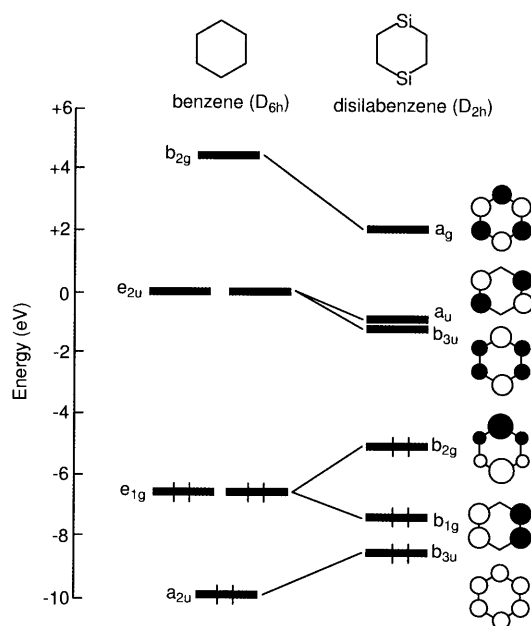 Si
Si
benzene (D6h)
disilabenzene (D2h)
+6
+4
+2
0
-2
-4
-6
-8
-10
Energy (eV)
b2g
e2u
e1g
a2u
ag
au
b3u
b2g
b1g
b3u